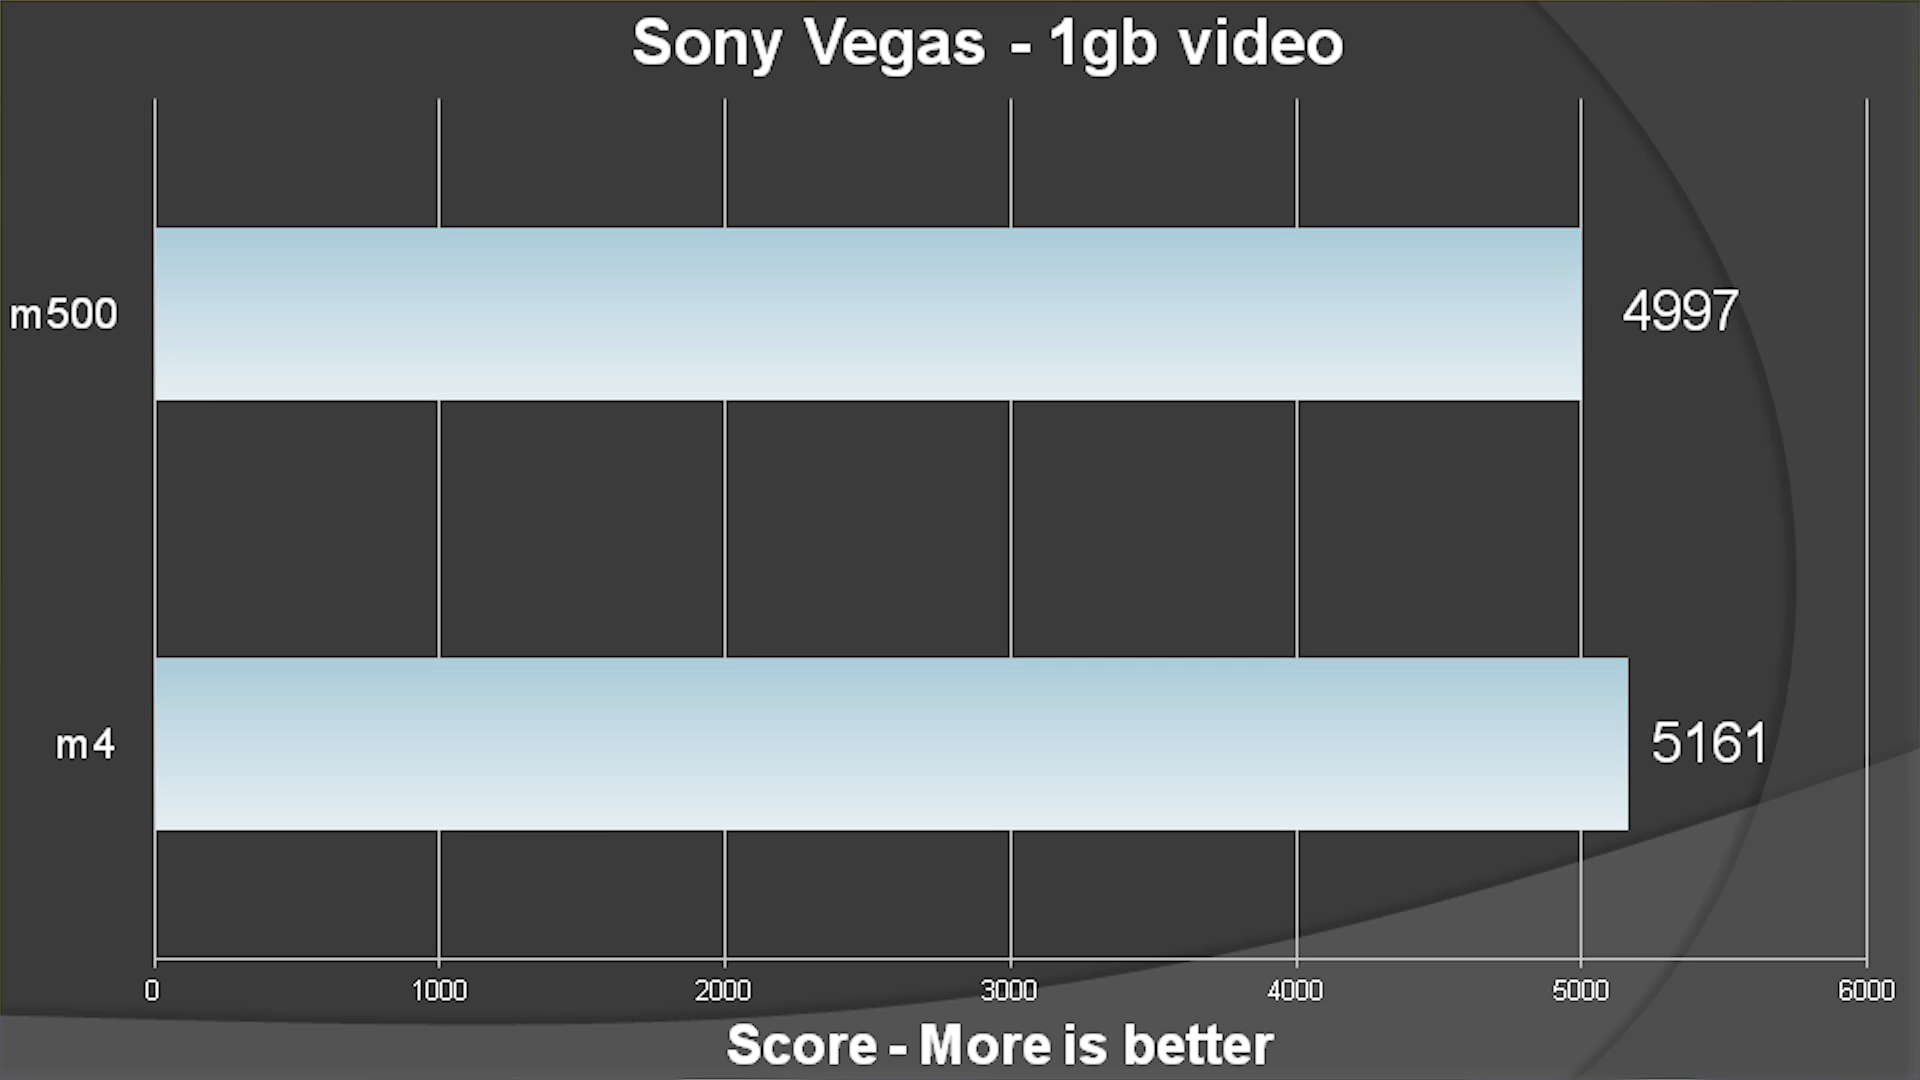 Sony Vegas - 1gb video
m500
4997
m4
5161
0 1000 2000 3000 4000 5000 6000
Score - More is better